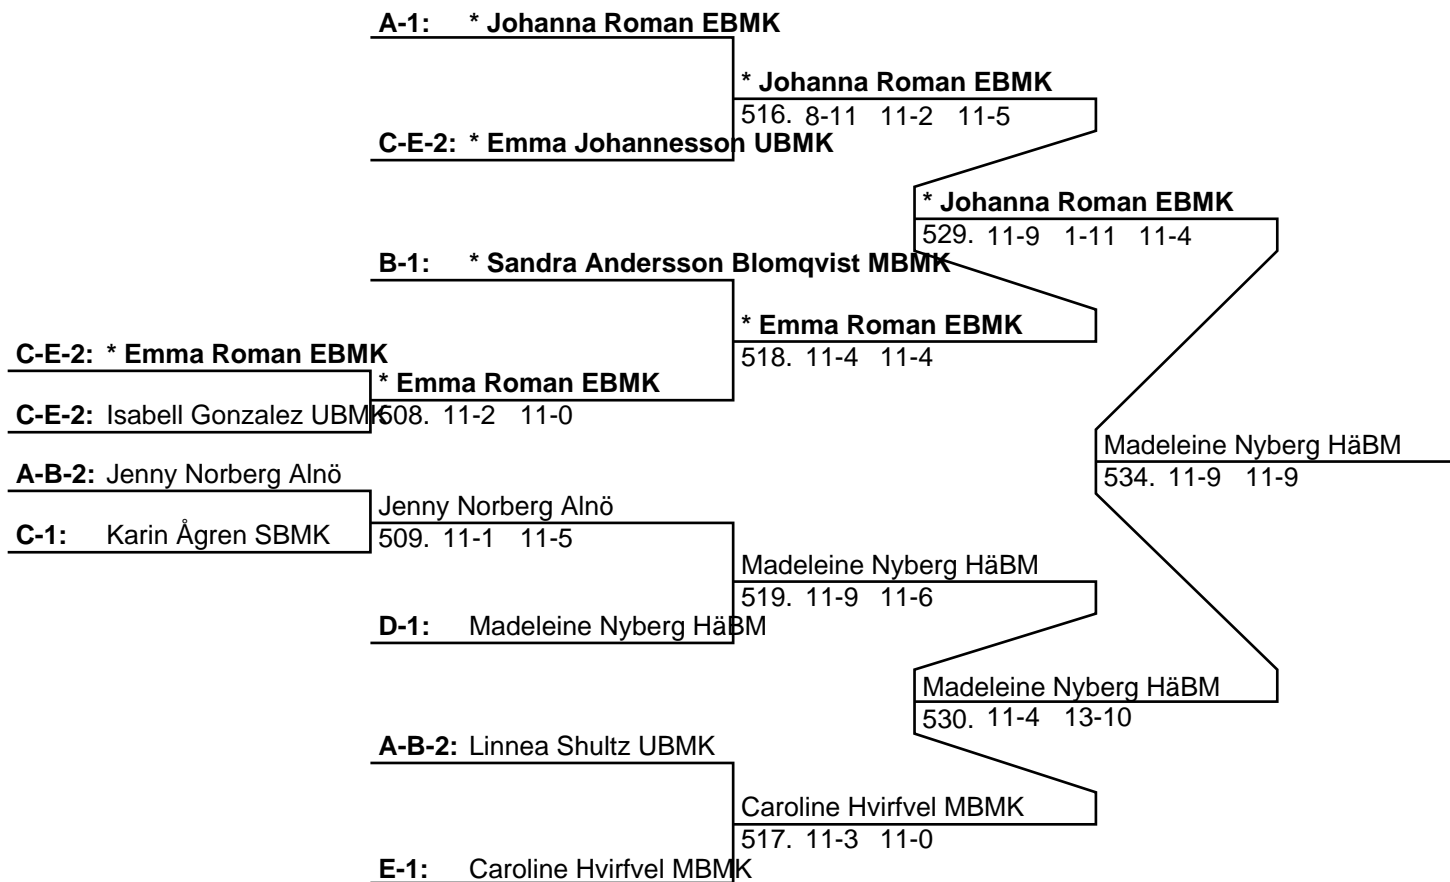 A-1: * Johanna Roman EBMK
* Johanna Roman EBMK
516. 8-11 11-2 11-5
C-E-2: * Emma Johannesson UBMK
* Johanna Roman EBMK
529. 11-9 1-11 11-4
B-1: * Sandra Andersson Blomqvist MBMK
* Emma Roman EBMK
518. 11-4 11-4
C-E-2: * Emma Roman EBMK
* Emma Roman EBMK
C-E-2: Isabell Gonzalez UBMK
508. 11-2 11-0
Madeleine Nyberg HäBM
534. 11-9 11-9
A-B-2: Jenny Norberg Alnö
Jenny Norberg Alnö
C-1: Karin Ågren SBMK
509. 11-1 11-5
Madeleine Nyberg HäBM
519. 11-9 11-6
D-1: Madeleine Nyberg HäBM
Madeleine Nyberg HäBM
530. 11-4 13-10
A-B-2: Linnea Shultz UBMK
Caroline Hvirfvel MBMK
517. 11-3 11-0
E-1: Caroline Hvirfvel MBMK